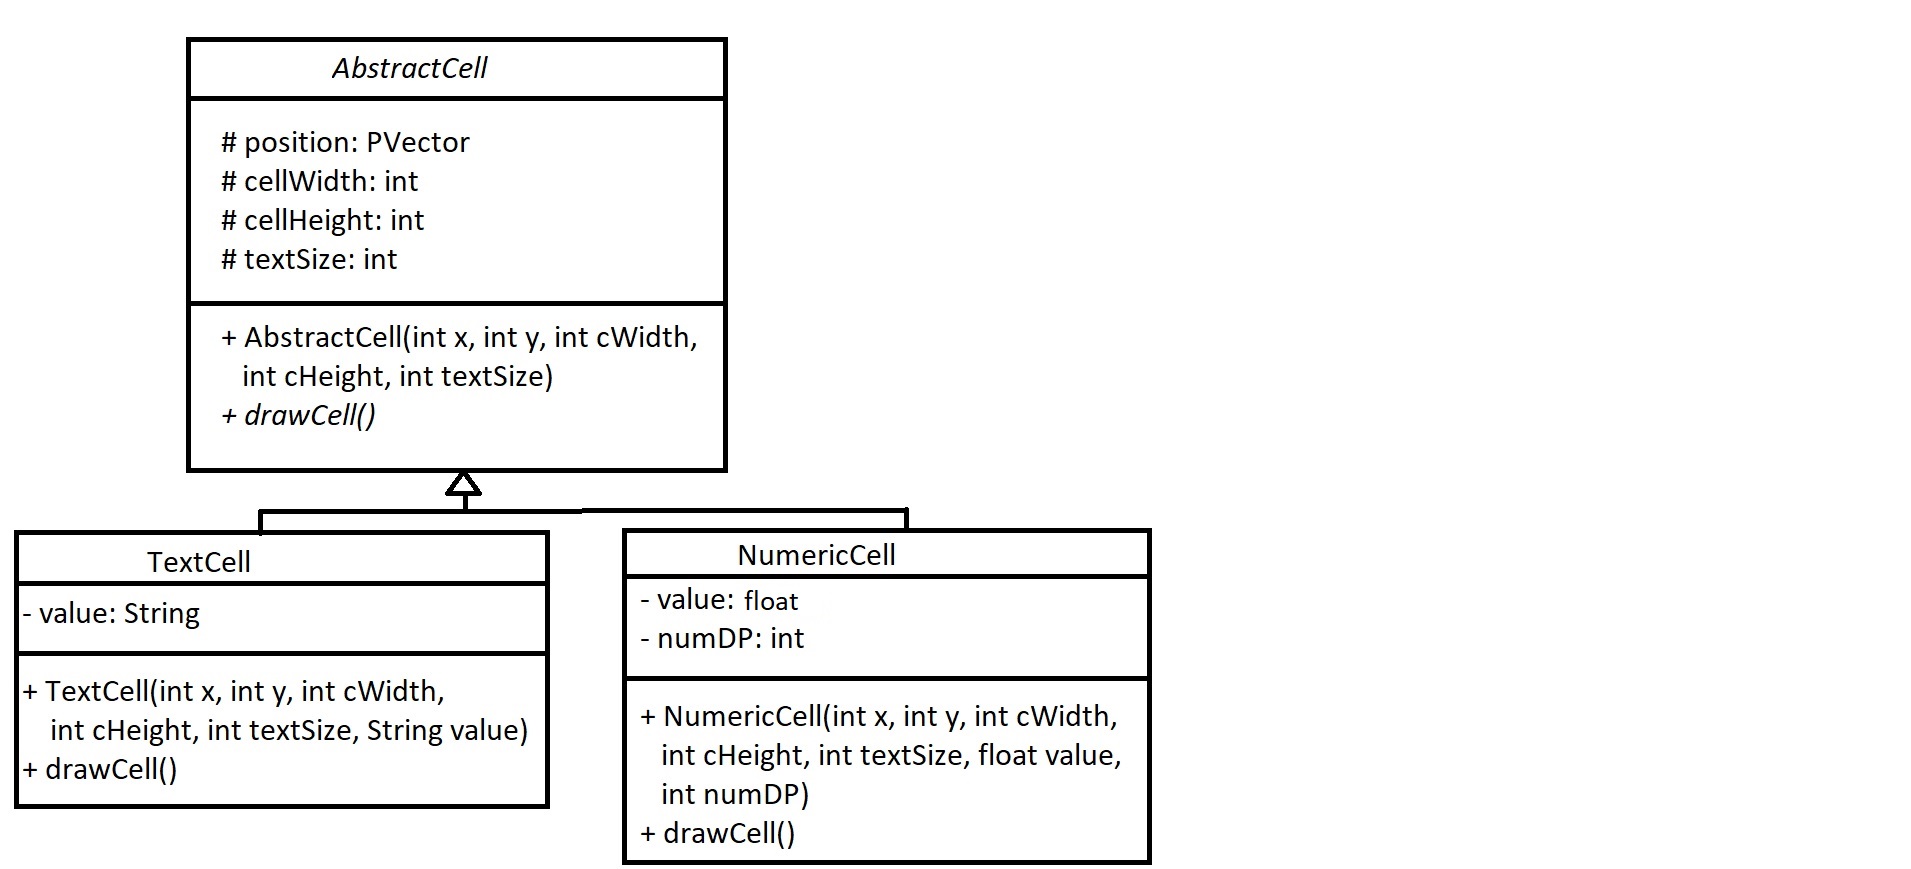 AbstractCell
# position: PVector
# cellWidth: int
# cellHeight: int
# textSize: int
+ AbstractCell(int x, int y, int cWidth,
int cHeight, int textSize)
+ drawCell()
TextCell
- value: String
+ TextCell(int x, int y, int cWidth,
int cHeight, int textSize, String value)
+ drawCell()
NumericCell
- value: float
- numDP: int
+ NumericCell(int x, int y, int cWidth,
int cHeight, int textSize, float value,
int numDP)
+ drawCell()